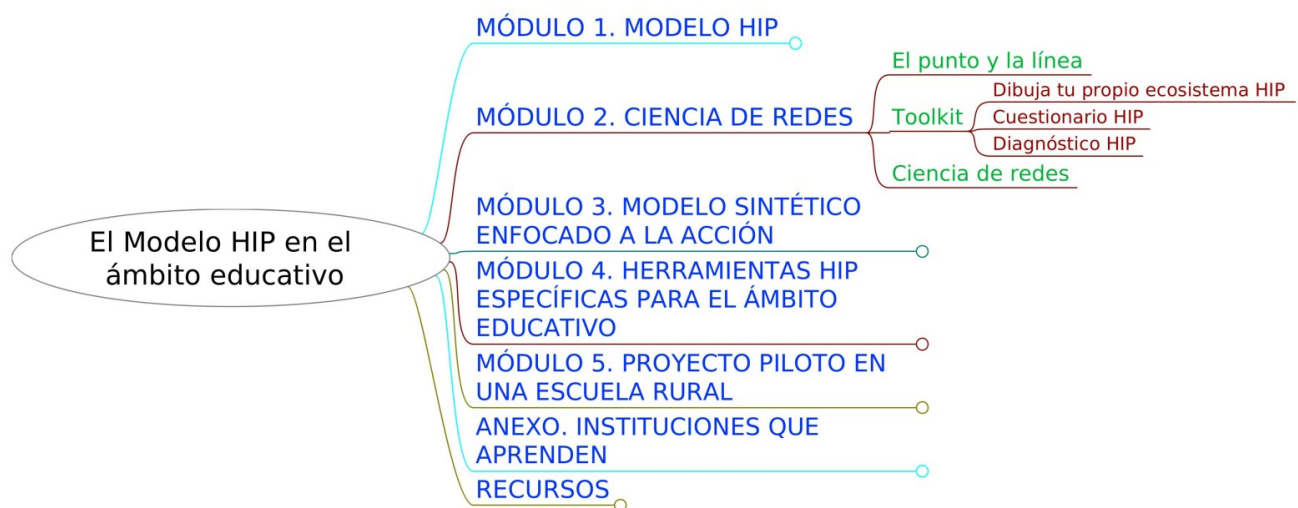 El Modelo HIP en el
ámbito educativo
MÓDULO 1. MODELO HIP
MÓDULO 2. CIENCIA DE REDES
El punto y la línea
Toolkit
Dibuja tu propio ecosistema HIP
Cuestionario HIP
Diagnóstico HIP
Ciencia de redes
MÓDULO 3. MODELO SINTÉTICO
ENFOCADO A LA ACCIÓN
MÓDULO 4. HERRAMIENTAS HIP
ESPECÍFICAS PARA EL ÁMBITO
EDUCATIVO
MÓDULO 5. PROYECTO PILOTO EN
UNA ESCUELA RURAL
ANEXO. INSTITUCIONES QUE
APRENDEN
RECURSOS